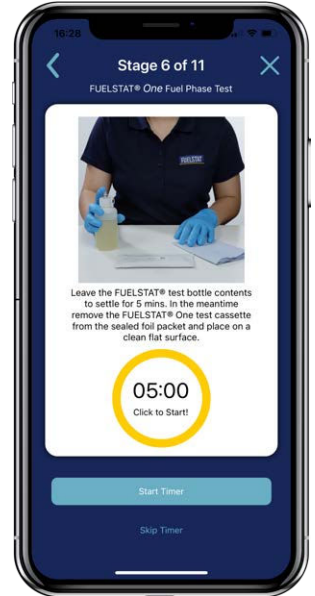 16:28
Stage 6 of 11
FUELSTAT® One Fuel Phase Test
FUELSTAT
Leave the FUELSTAT® test bottle contents
to settle for 5 mins. In the meantime
remove the FUELSTAT® One test cassette
from the sealed foil packet and place on a
clean flat surface.
05:00
Click to Start!
Start Timer
Skip Timer